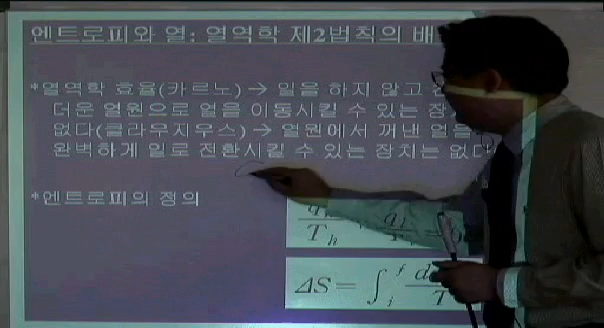 엔트로피와 열: 열역학 제2법칙의 배
*열역학 효율(카르노) → 일을 하지 않고
더운 열원으로 열을 이동시킬 수 있는
없다(클라우지우스) → 열원에서 꺼낸
완벽하게 일로 전환시킬 수 있는 장치는 없다
*엔트로피의 정의
T_h
ΔS = ∫_i^f